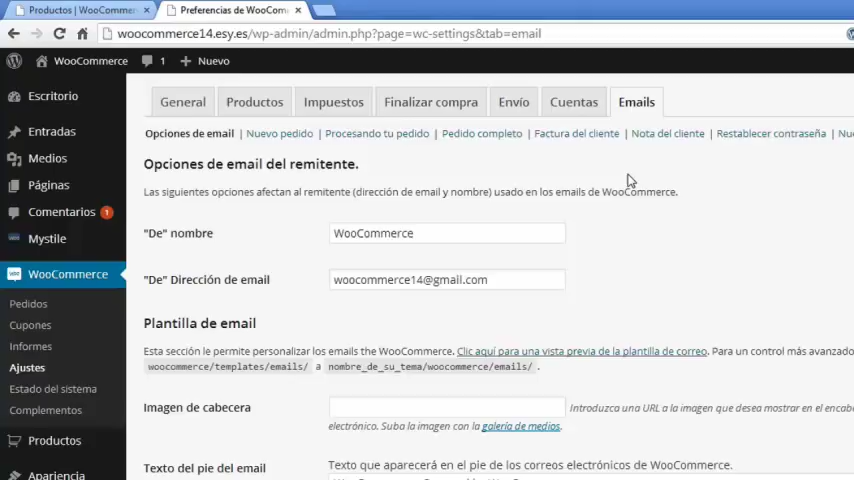 Productos | WooCommer
Preferencias de WooCom
woocommerce14.esy.es/wp-admin/admin.php?page=wc-settings&tab=email
WooCommerce 1 + Nuevo
Escritorio
Entradas
Medios
Páginas
Comentarios 1
Mystile
WooCommerce
Pedidos
Cupones
Informes
Ajustes
Estado del sistema
Complementos
Productos
Apariencia
General Productos Impuestos Finalizar compra Envío Cuentas Emails
Opciones de email | Nuevo pedido | Procesando tu pedido | Pedido completo | Factura del cliente | Nota del cliente | Restablecer contraseña |
Opciones de email del remitente.
Las siguientes opciones afectan al remitente (dirección de email y nombre) usado en los emails de WooCommerce.
"De" nombre WooCommerce
"De" Dirección de email woocommerce14@gmail.com
Plantilla de email
Esta sección le permite personalizar los emails the WooCommerce. Clic aquí para una vista previa de la plantilla de correo. Para un control más avanzado
woocommerce/templates/emails/ a nombre_de_su_tema/woocommerce/emails/ .
Imagen de cabecera Introduzca una URL a la imagen que desea mostrar en el encabe
electrónico. Suba la imagen con la galería de medios.
Texto del pie del email Texto que aparecerá en el pie de los correos electrónicos de WooCommerce.